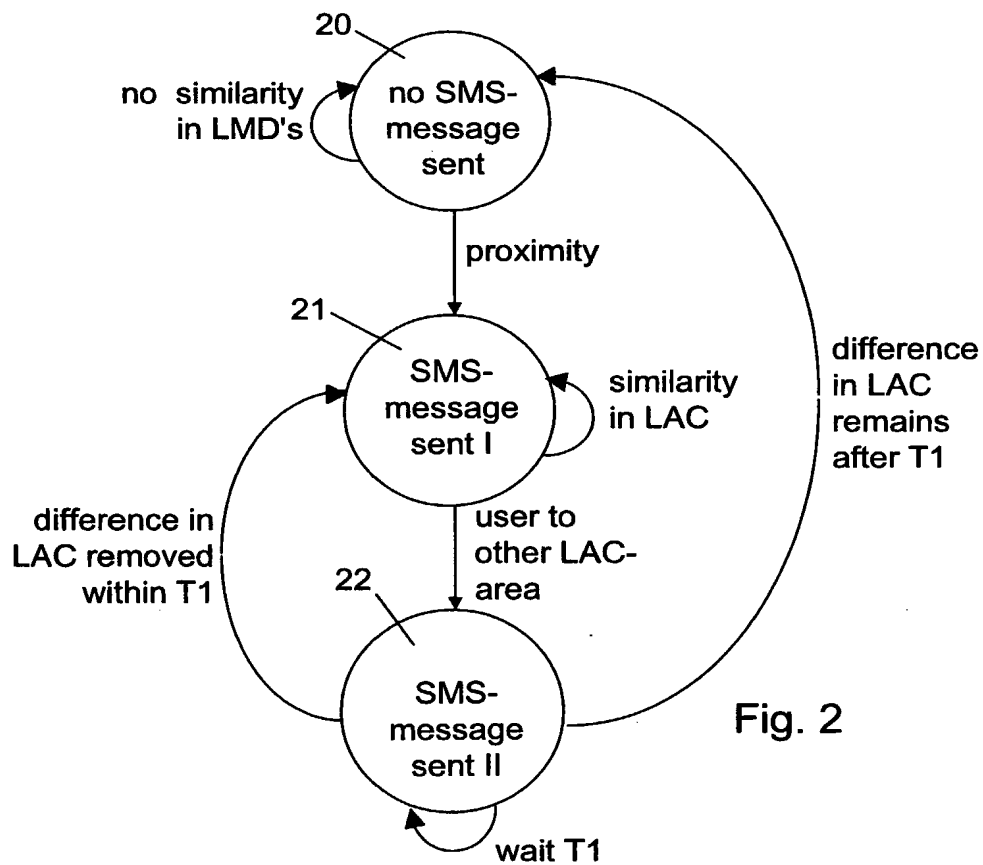 20
no similarity
in LMD's
no SMS-
message
sent
proximity
21
SMS-
message
sent I
similarity
in LAC
difference
in LAC
remains
after T1
difference in
LAC removed
within T1
user to
other LAC-
area
22
SMS-
message
sent II
Fig. 2
wait T1